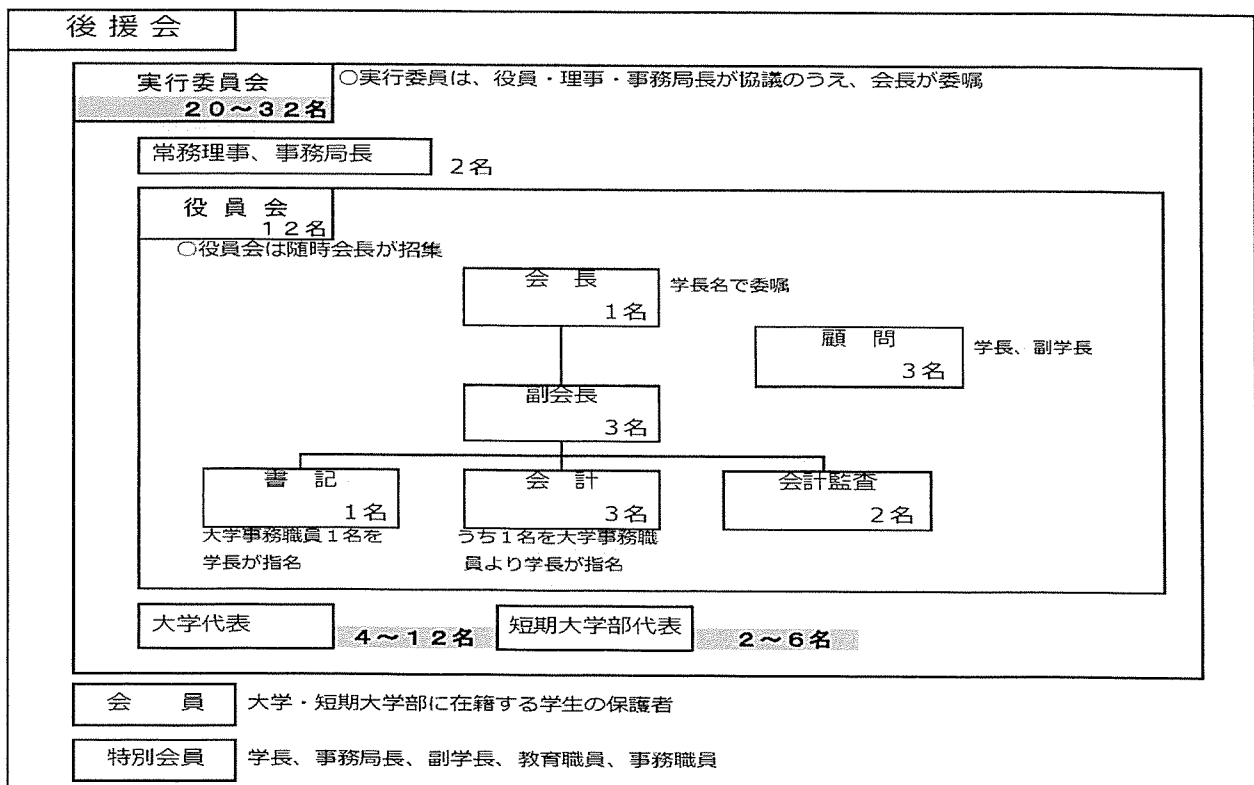 後援会
実行委員会
20～32名
○実行委員は、役員・理事・事務局長が協議のうえ、会長が委嘱
常務理事、事務局長
2名
役員会
12名
○役員会は随時会長が招集
会長
1名
学長名で委嘱
顧問
3名
学長、副学長
副会長
3名
書記
1名
大学事務職員1名を
学長が指名
会計
3名
うち1名を大学事務職
員より学長が指名
会計監査
2名
大学代表
4～12名
短期大学部代表
2～6名
会員
大学・短期大学部に在籍する学生の保護者
特別会員
学長、事務局長、副学長、教育職員、事務職員